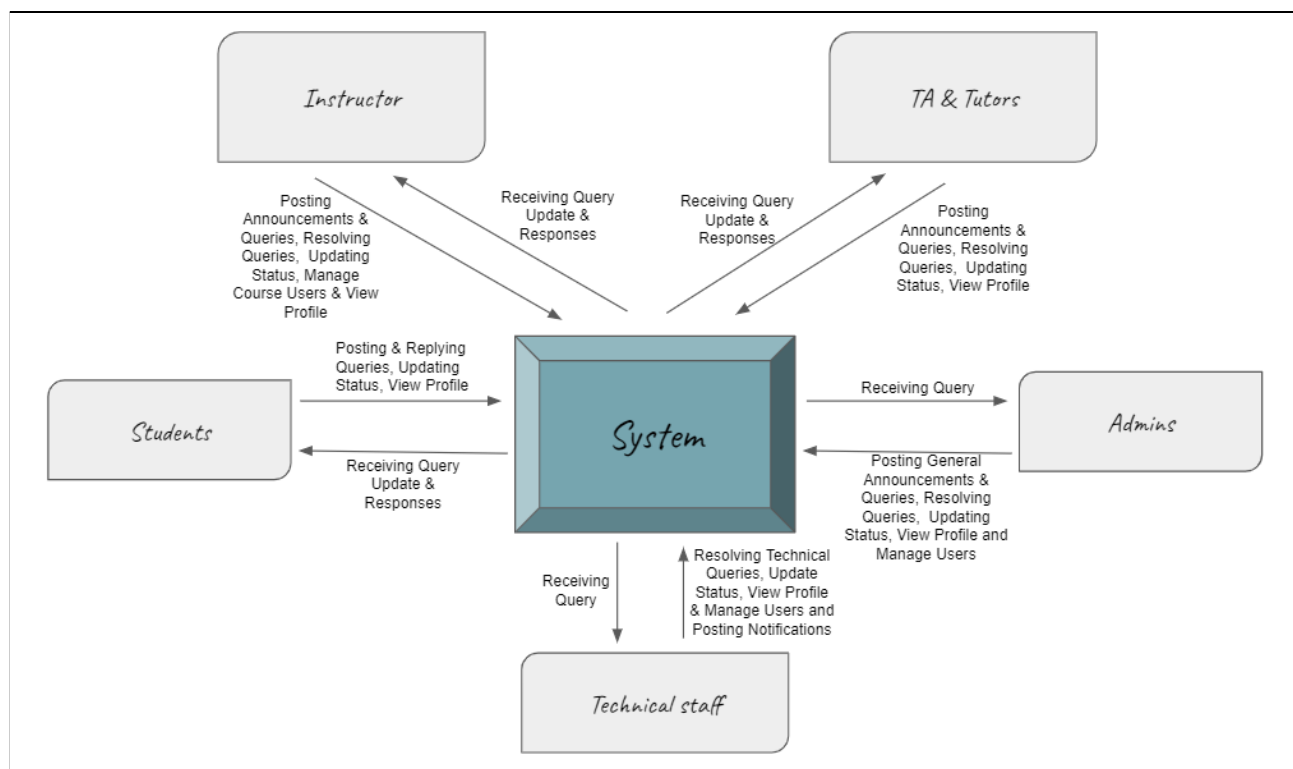 Instructor
TA & Tutors
Posting
Announcements &
Queries, Resolving
Queries, Updating
Status, Manage
Course Users & View
Profile
Receiving Query
Update &
Responses
Receiving Query
Update &
Responses
Posting
Announcements &
Queries, Resolving
Queries, Updating
Status, View Profile
Posting & Replying
Queries, Updating
Status, View Profile
Students
Receiving Query
Update &
Responses
System
Receiving Query
Admins
Posting General
Announcements &
Queries, Resolving
Queries, Updating
Status, View Profile and
Manage Users
Receiving
Query
Resolving Technical
Queries, Update
Status, View Profile
& Manage Users and
Posting Notifications
Technical staff